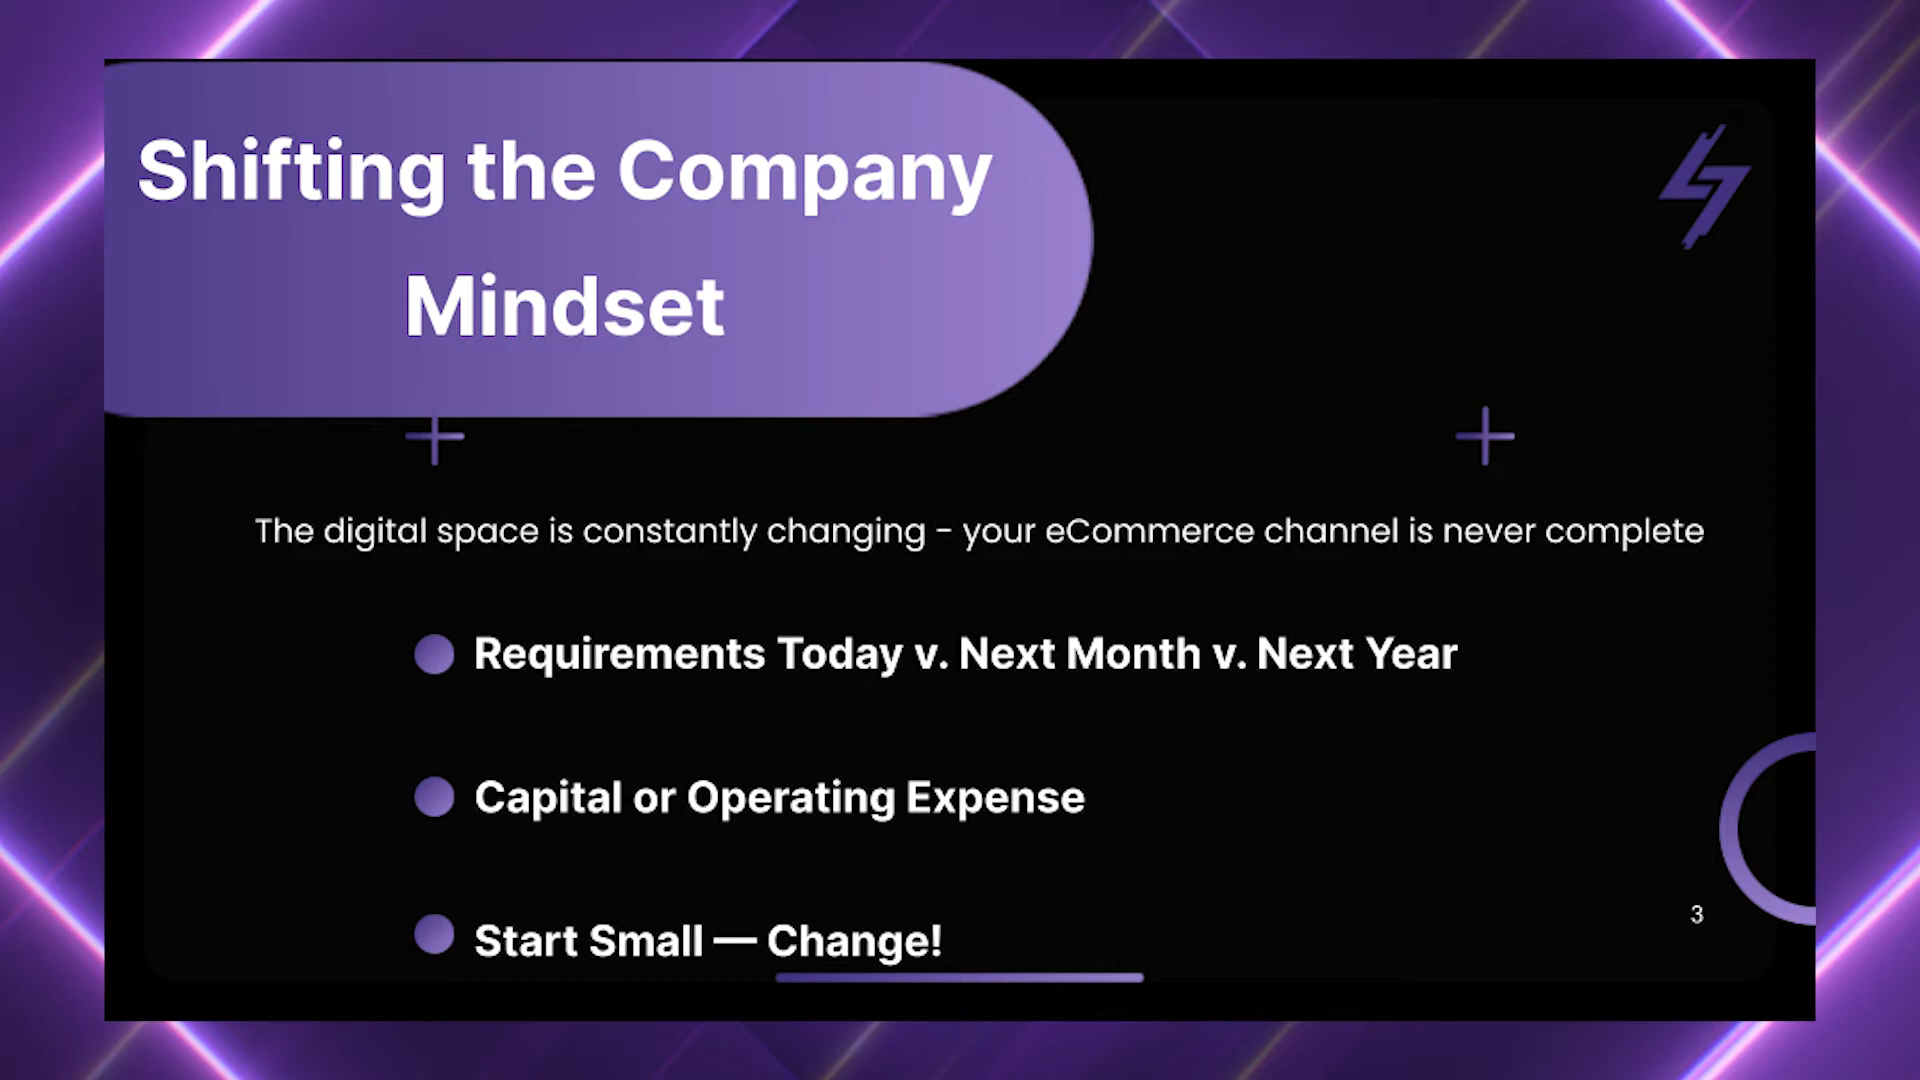 Shifting the Company
Mindset
The digital space is constantly changing - your eCommerce channel is never complete
Requirements Today v. Next Month v. Next Year
Capital or Operating Expense
Start Small — Change!
3